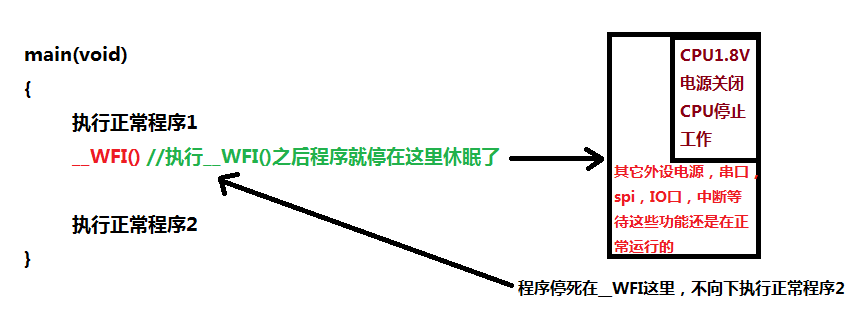 main(void)
{
执行正常程序1
__WFI() //执行__WFI()之后程序就停在这里休眠了
执行正常程序2
}
CPU1.8V
电源关闭
CPU停止
工作
其它外设电源，串口，
spi，IO口，中断等
待这些功能还是在正
常运行的
程序停死在__WFI这里，不向下执行正常程序2